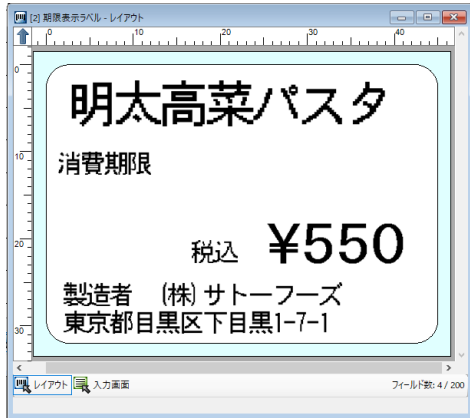 [2] 期限表示ラベル - レイアウト
0 10 20 30 40
0
明太高菜パスタ
10
消費期限
20
税込 ¥550
製造者 (株)サトーフーズ
30
東京都目黒区下目黒1-7-1
レイアウト 入力画面 フィールド数: 4 / 200